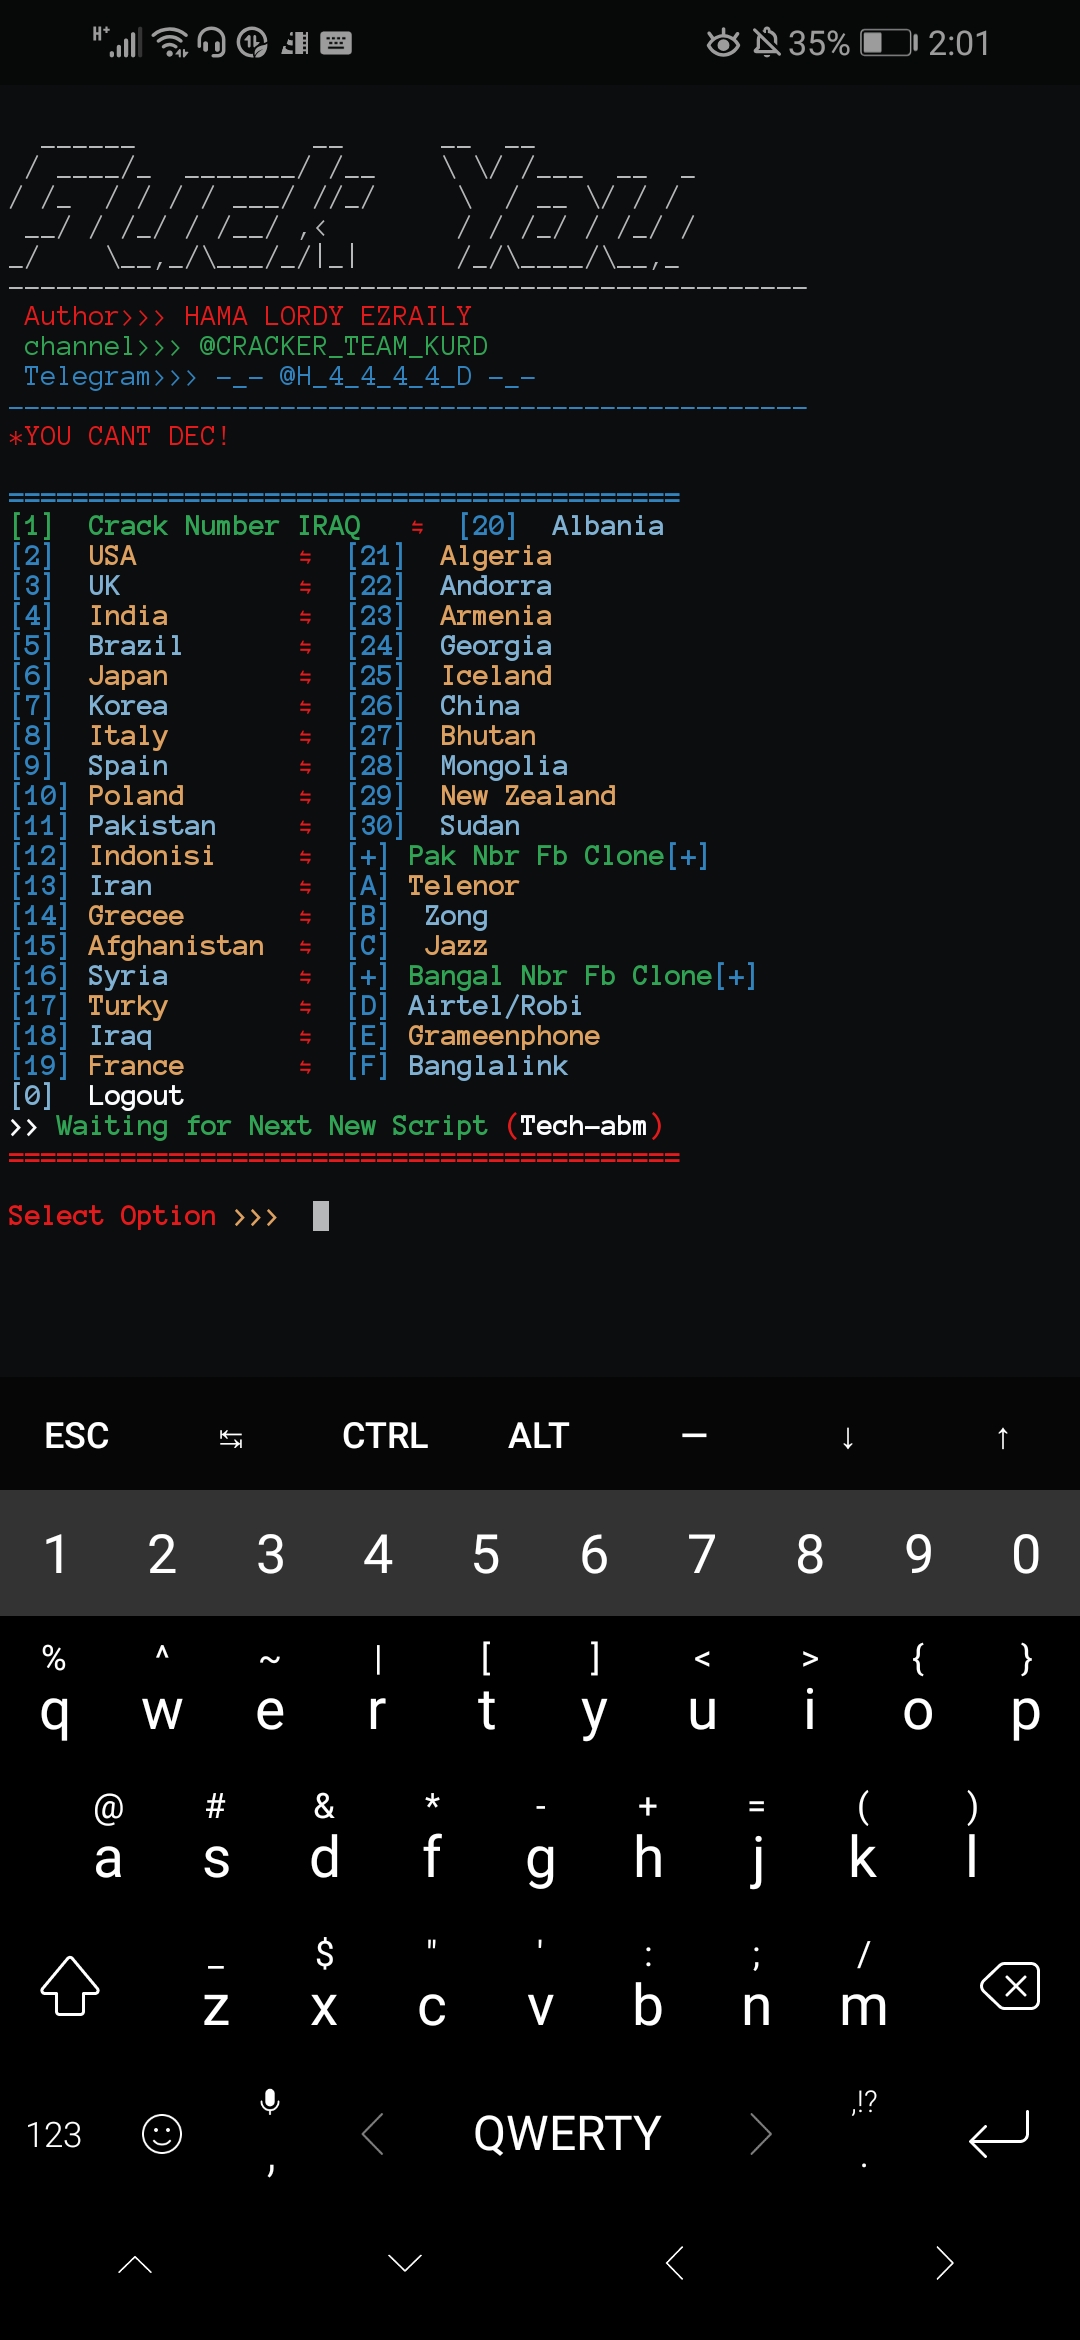 H+ 35% 2:01
Fuck You
Author>>> HAMA LORDY EZRAILY
channel>>> @CRACKER_TEAM_KURD
Telegram>>> -_- @H_4_4_4_4_D -_-
*YOU CANT DEC!
[1] Crack Number IRAQ ⇋ [20] Albania
[2] USA ⇋ [21] Algeria
[3] UK ⇋ [22] Andorra
[4] India ⇋ [23] Armenia
[5] Brazil ⇋ [24] Georgia
[6] Japan ⇋ [25] Iceland
[7] Korea ⇋ [26] China
[8] Italy ⇋ [27] Bhutan
[9] Spain ⇋ [28] Mongolia
[10] Poland ⇋ [29] New Zealand
[11] Pakistan ⇋ [30] Sudan
[12] Indonisi ⇋ [+] Pak Nbr Fb Clone[+]
[13] Iran ⇋ [A] Telenor
[14] Grecee ⇋ [B] Zong
[15] Afghanistan ⇋ [C] Jazz
[16] Syria ⇋ [+] Bangal Nbr Fb Clone[+]
[17] Turky ⇋ [D] Airtel/Robi
[18] Iraq ⇋ [E] Grameenphone
[19] France ⇋ [F] Banglalink
[0] Logout
>> Waiting for Next New Script (Tech-abm)
Select Option >>>
ESC ↹ CTRL ALT — ↓ ↑
1 2 3 4 5 6 7 8 9 0
% ^ ~ | [ ] < > { }
q w e r t y u i o p
@ # & * - + = ( )
a s d f g h j k l
_ $ " ' : ; /
z x c v b n m
123 , QWERTY ,!? .